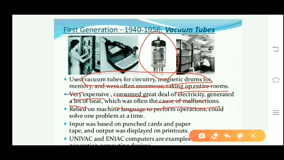 First Generation - 1940-1956: Vacuum Tubes
Used vacuum tubes for circuitry, magnetic drums for
memory, and were often enormous, taking up entire rooms.
Very expensive, consumed great deal of electricity, generated
a lot of heat, which was often the cause of malfunctions.
Relied on machine language to perform operations, could
solve one problem at a time.
Input was based on punched cards and paper
tape, and output was displayed on printouts.
UNIVAC and ENIAC computers are examples